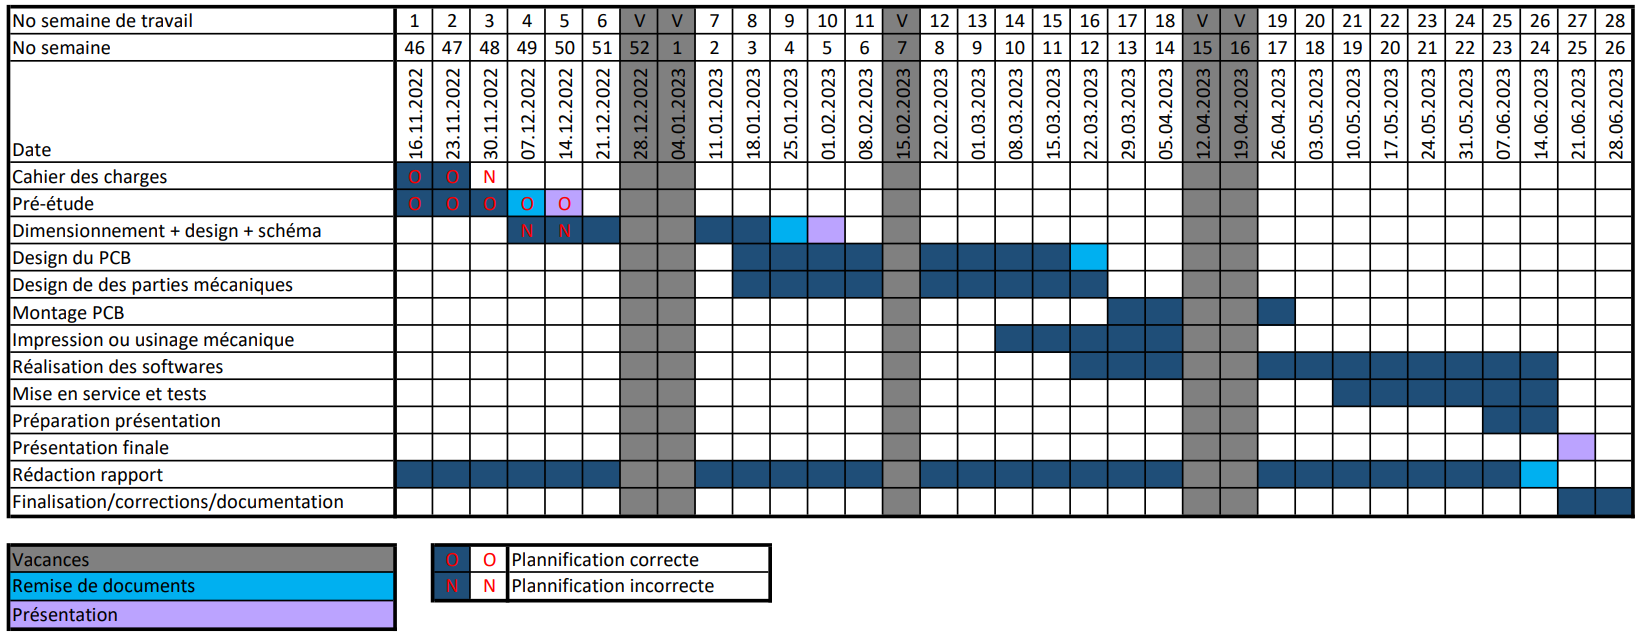 No semaine de travail 1 2 3 4 5 6 V V 7 8 9 10 11 V 12 13 14 15 16 17 18 V V 19 20 21 22 23 24 25 26 27 28
No semaine 46 47 48 49 50 51 52 1 2 3 4 5 6 7 8 9 10 11 12 13 14 15 16 17 18 19 20 21 22 23 24 25 26
Date 16.11.2022 23.11.2022 30.11.2022 07.12.2022 14.12.2022 21.12.2022 28.12.2022 04.01.2023 11.01.2023 18.01.2023 25.01.2023 01.02.2023 08.02.2023 15.02.2023 22.02.2023 01.03.2023 08.03.2023 15.03.2023 22.03.2023 29.03.2023 05.04.2023 12.04.2023 19.04.2023 26.04.2023 03.05.2023 10.05.2023 17.05.2023 24.05.2023 31.05.2023 07.06.2023 14.06.2023 21.06.2023 28.06.2023
Cahier des charges O O N
Pré-étude O O O O O
Dimensionnement + design + schéma N N
Design du PCB
Design de des parties mécaniques
Montage PCB
Impression ou usinage mécanique
Réalisation des softwares
Mise en service et tests
Préparation présentation
Présentation finale
Rédaction rapport
Finalisation/corrections/documentation
Vacances
Remise de documents
Présentation
O O Plannification correcte
N N Plannification incorrecte